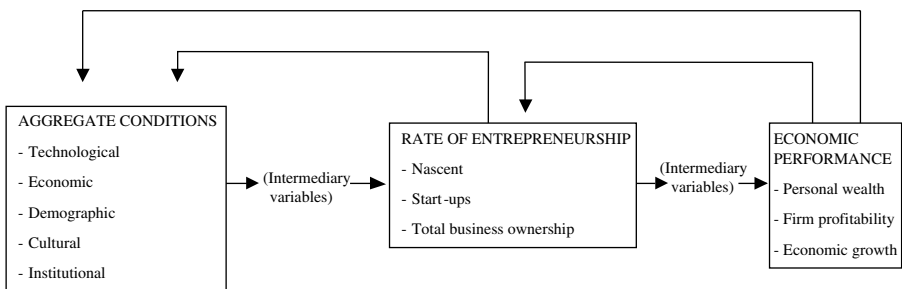 AGGREGATE CONDITIONS
- Technological
- Economic
- Demographic
- Cultural
- Institutional
(Intermediary
variables)
RATE OF ENTREPRENEURSHIP
- Nascent
- Start-ups
- Total business ownership
(Intermediary
variables)
ECONOMIC
PERFORMANCE
- Personal wealth
- Firm profitability
- Economic growth